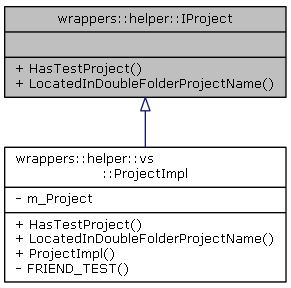 wrappers::helper::IProject
+ HasTestProject()
+ LocatedInDoubleFolderProjectName()
wrappers::helper::vs
::ProjectImpl
- m_Project
+ HasTestProject()
+ LocatedInDoubleFolderProjectName()
+ ProjectImpl()
- FRIEND_TEST()